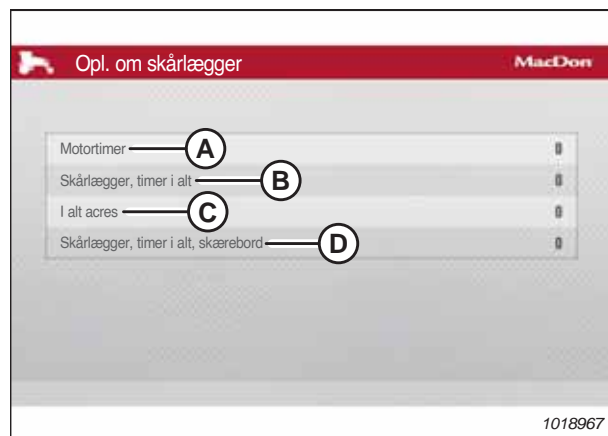 Opl. om skårlægger MacDon
Motortimer A 0
Skårlægger, timer i alt B 0
I alt acres C 0
Skårlægger, timer i alt, skærebord D 0
1018967